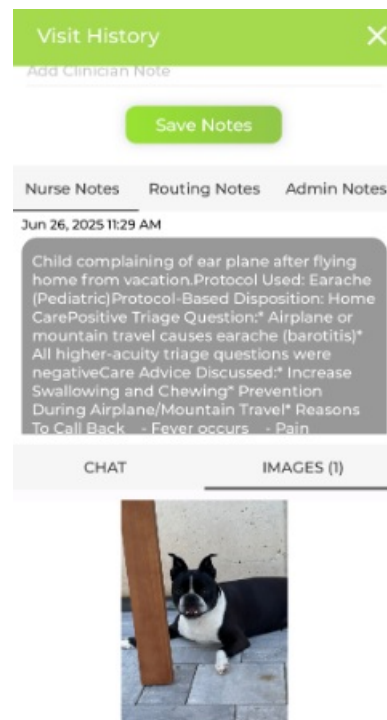 Visit History
Add Clinician Note
Save Notes
Nurse Notes Routing Notes Admin Notes
Jun 26, 2025 11:29 AM
Child complaining of ear plane after flying
home from vacation.Protocol Used: Earache
(Pediatric)Protocol-Based Disposition: Home
CarePositive Triage Question:* Airplane or
mountain travel causes earache (barotitis)*
All higher-acuity triage questions were
negativeCare Advice Discussed:* Increase
Swallowing and Chewing* Prevention
During Airplane/Mountain Travel* Reasons
To Call Back - Fever occurs - Pain
CHAT IMAGES (1)